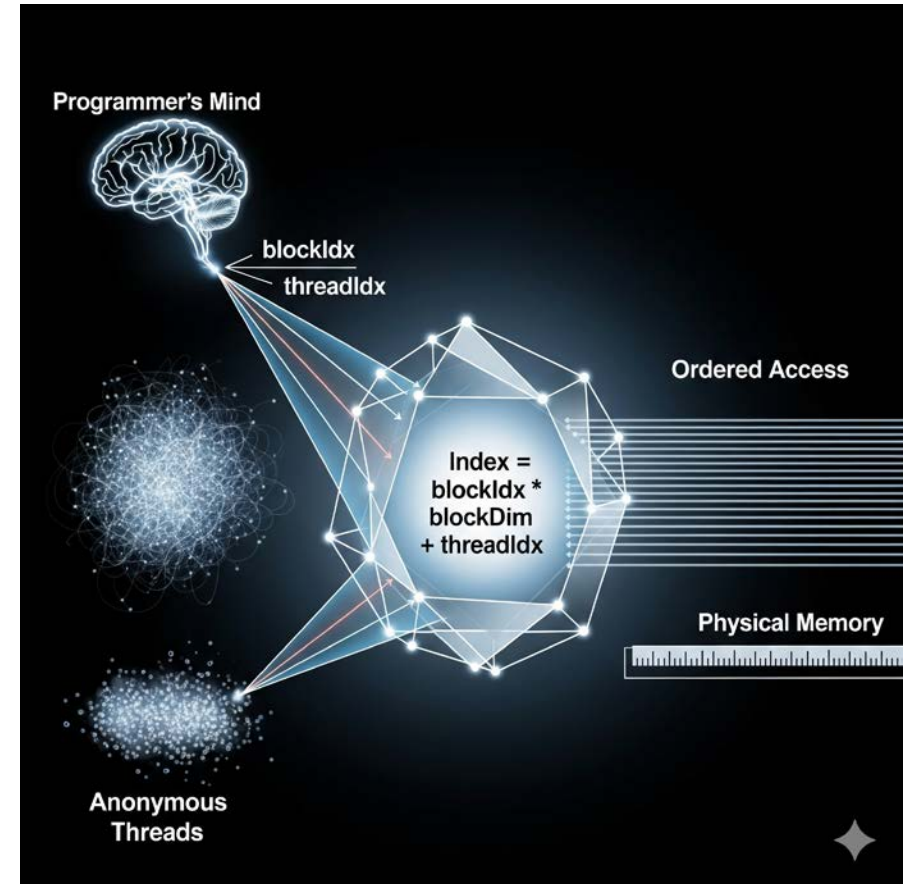 Programmer's Mind
blockIdx
threadIdx
Ordered Access
Index =
blockIdx *
blockDim
+ threadIdx
Physical Memory
Anonymous
Threads